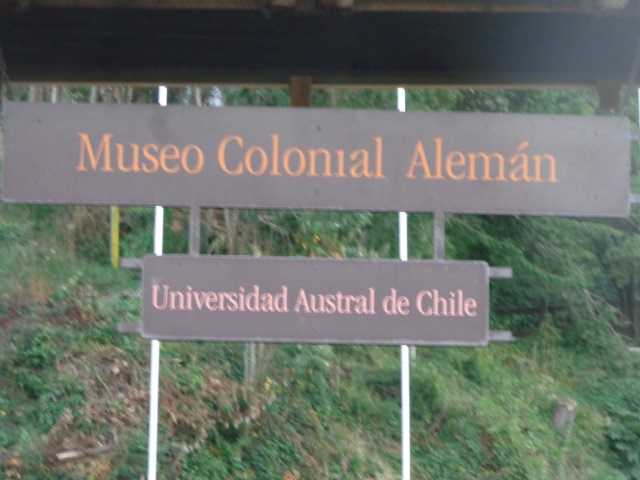 Museo Colonial Alemán
Universidad Austral de Chile